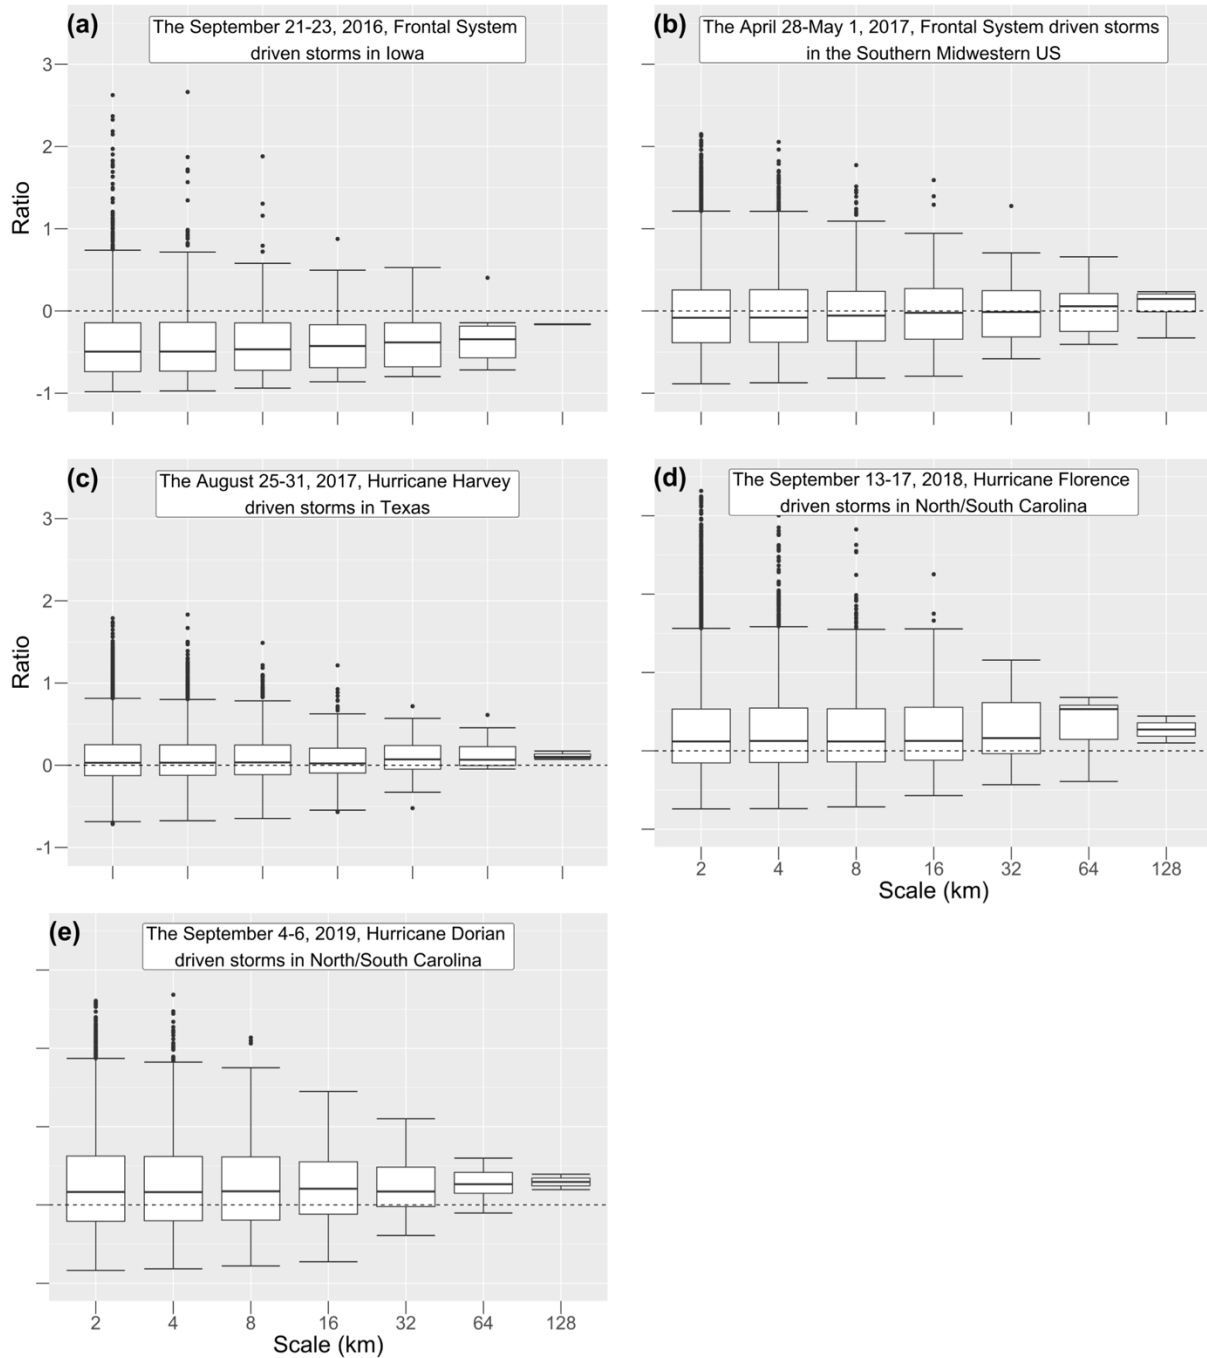 (a)
The September 21-23, 2016, Frontal System
driven storms in Iowa
3
2
1
0
-1
Ratio
(b)
The April 28-May 1, 2017, Frontal System driven storms
in the Southern Midwestern US
(c)
The August 25-31, 2017, Hurricane Harvey
driven storms in Texas
3
2
1
0
-1
Ratio
(d)
The September 13-17, 2018, Hurricane Florence
driven storms in North/South Carolina
2 4 8 16 32 64 128
Scale (km)
(e)
The September 4-6, 2019, Hurricane Dorian
driven storms in North/South Carolina
2 4 8 16 32 64 128
Scale (km)